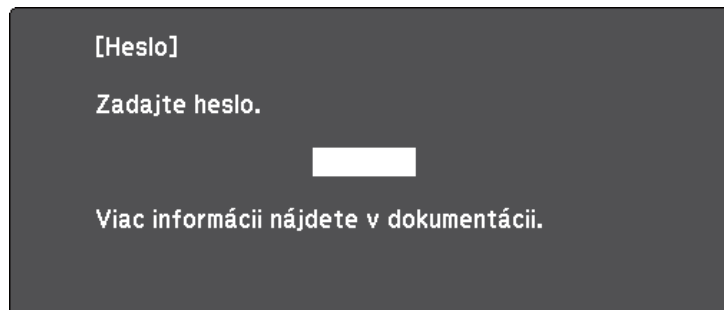 [Heslo]
Zadajte heslo.
Viac informácii nájdete v dokumentácii.